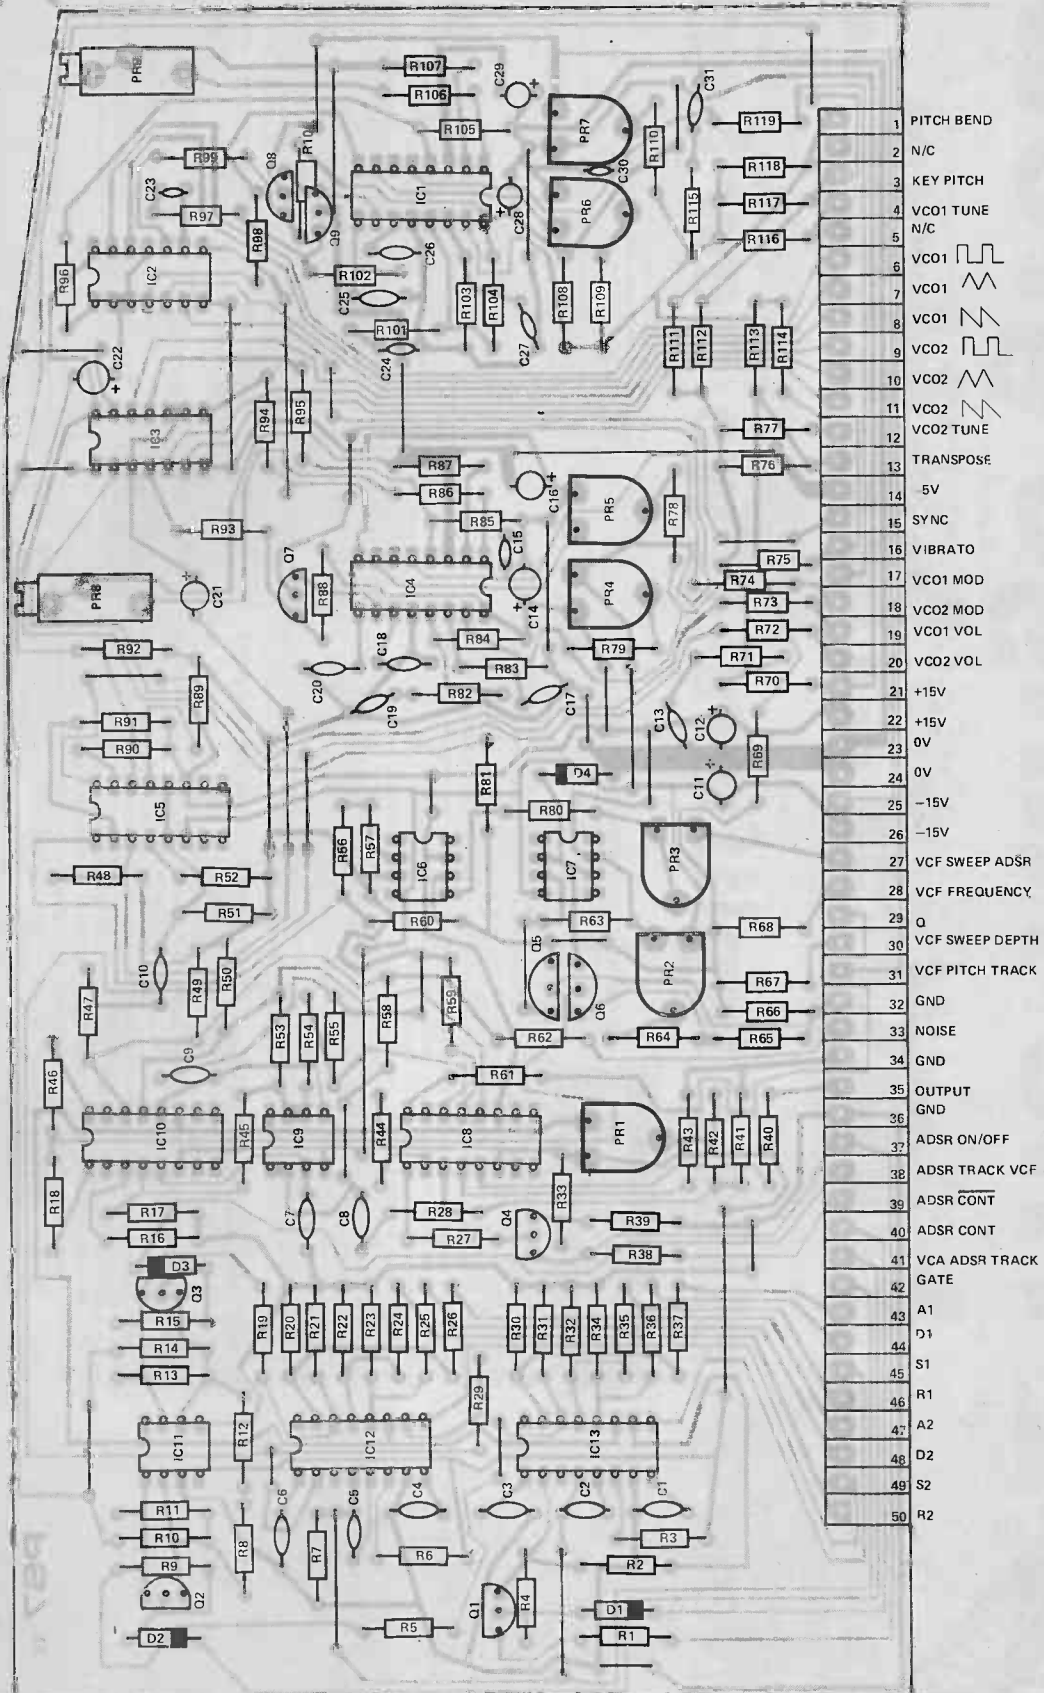 PR9
R107
R106
C29
C31
R105
PR7
R110
R119
1 PITCH BEND
2 N/C
R99
Q8
R10
C30
R118
3 KEY PITCH
C23
IC1
C28
PR6
R115
R117
4 VCO1 TUNE
R97
R98
Q9
R116
5 N/C
R96
IC2
C26
6 VCO1
R102
C25
R103
R104
R108
R109
7 VCO1
R101
C27
R111
R112
R113
R114
8 VCO1
C24
9 VCO2
C22
10 VCO2
R94
R95
11 VCO2
IC3
R77
12 VCO2 TUNE
R87
R76
13 TRANSPOSE
R86
C16
PR5
R78
14 -5V
R93
R85
15 SYNC
C15
Q7
R88
IC4
C14
PR4
R75
16 VIBRATO
PR8
C21
R74
17 VCO1 MOD
R73
18 VCO2 MOD
R92
R84
R79
R72
19 VCO1 VOL
C20
C18
R83
R71
20 VCO2 VOL
R89
R82
C17
R70
21 +15V
R91
C19
C13
C12
22 +15V
R90
R69
23 0V
R81
D4
C11
24 0V
IC5
R80
25 -15V
R56
R57
IC6
IC7
PR3
26 -15V
27 VCF SWEEP ADSR
R48
R52
28 VCF FREQUENCY
R51
R60
R63
R68
29 Q
Q5
30 VCF SWEEP DEPTH
C10
R49
R50
PR2
R67
31 VCF PITCH TRACK
R47
R53
R54
R55
R58
R59
Q6
R66
32 GND
R62
R64
R65
33 NOISE
R46
C9
R61
34 GND
35 OUTPUT
IC10
R45
IC9
R44
IC8
PR1
R43
R42
R41
R40
36 GND
37 ADSR ON/OFF
38 ADSR TRACK VCF
R18
R17
C7
C8
R28
R33
39 ADSR CONT
R16
R27
Q4
R39
40 ADSR CONT
D3
R38
41 VCA ADSR TRACK
Q3
42 GATE
R15
R19
R20
R21
R22
R23
R24
R25
R26
R30
R31
R32
R34
R35
R36
R37
43 A1
R14
44 D1
R13
45 S1
R29
46 R1
IC11
R12
IC12
IC13
47 A2
48 D2
C6
C5
C4
C3
C2
C1
49 S2
R11
50 R2
R10
R8
R7
R6
R3
R9
R2
Q2
Q1
R4
D1
D2
R5
R1